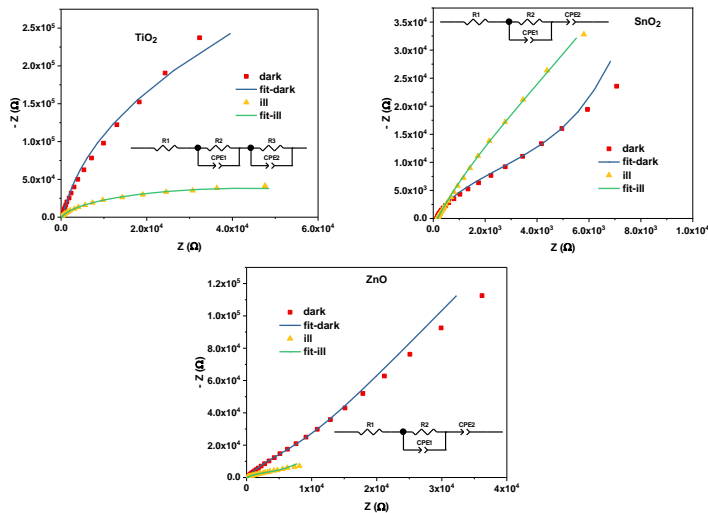 TiO2
2.5x10^5
2.0x10^5
1.5x10^5
1.0x10^5
5.0x10^4
0.0
- Z (Ω)
dark
fit-dark
ill
fit-ill
R1 R2 R3
CPE1 CPE2
0.0 2.0x10^4 4.0x10^4 6.0x10^4
Z (Ω)
SnO2
3.5x10^4
3.0x10^4
2.5x10^4
2.0x10^4
1.5x10^4
1.0x10^4
5.0x10^3
0.0
- Z (Ω)
R1 R2 CPE2
CPE1
dark
fit-dark
ill
fit-ill
0.0 2.0x10^3 4.0x10^3 6.0x10^3 8.0x10^3 1.0x10^4
Z (Ω)
ZnO
1.2x10^5
1.0x10^5
8.0x10^4
6.0x10^4
4.0x10^4
2.0x10^4
0.0
- Z (Ω)
dark
fit-dark
ill
fit-ill
R1 R2 CPE2
CPE1
0 1x10^4 2x10^4 3x10^4 4x10^4
Z (Ω)